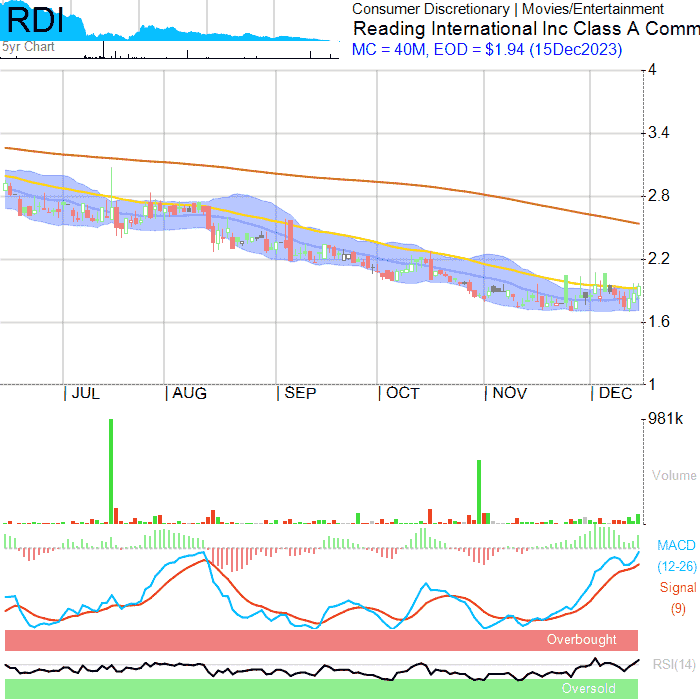 RDI
5yr Chart
Consumer Discretionary | Movies/Entertainment
Reading International Inc Class A Comm
MC = 40M, EOD = $1.94 (15Dec2023)
4
3.4
2.8
2.2
1.6
1
JUL AUG SEP OCT NOV DEC
981k
Volume
MACD
(12-26)
Signal
(9)
Overbought
RSI(14)
Oversold